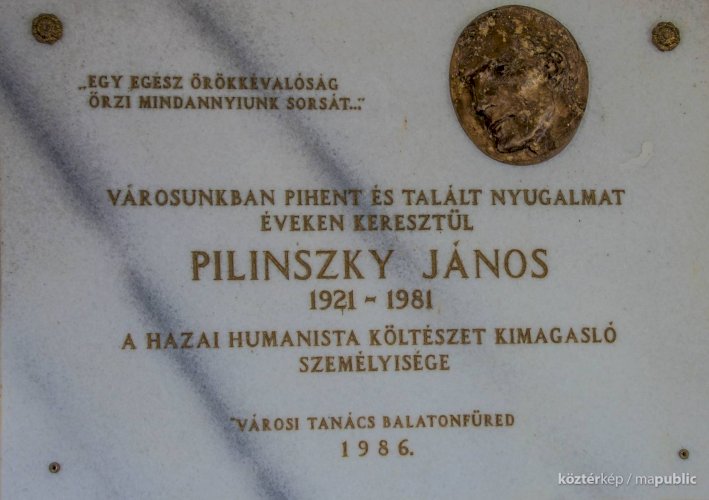 „EGY EGÉSZ ÖRÖKKÉVALÓSÁG
ŐRZI MINDANNYIUNK SORSÁT..."
VÁROSUNKBAN PIHENT ÉS TALÁLT NYUGALMAT
ÉVEKEN KERESZTÜL
PILINSZKY JÁNOS
1921 - 1981
A HAZAI HUMANISTA KÖLTÉSZET KIMAGASLÓ
SZEMÉLYISÉGE
VÁROSI TANÁCS BALATONFÜRED
1986.
köztérkép / mapublic